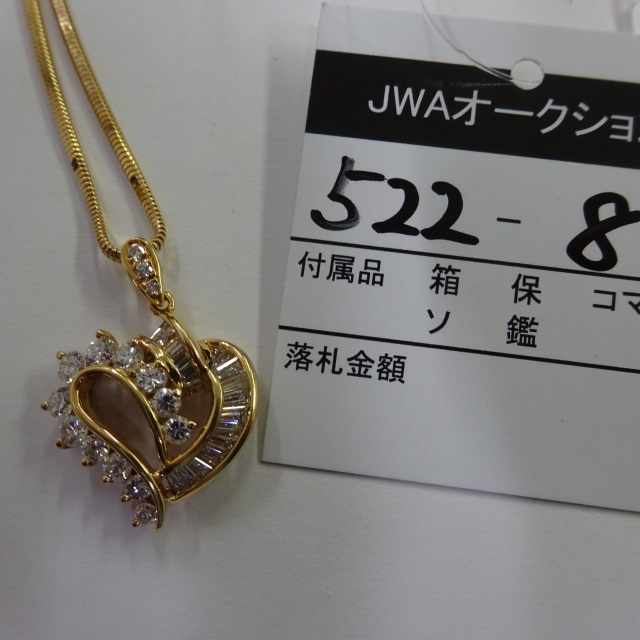 JWAオークショ
522-8
付属品 箱 保 コマ
ソ 鑑
落札金額